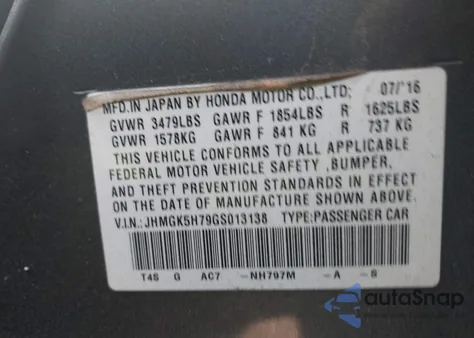 MFD.IN JAPAN BY HONDA MOTOR CO.,LTD; 07/'16
GVWR 3479LBS GAWR F 1854LBS R 1625LBS
GVWR 1578KG GAWR F 841 KG R 737 KG
THIS VEHICLE CONFORMS TO ALL APPLICABLE
FEDERAL MOTOR VEHICLE SAFETY ,BUMPER,
AND THEFT PREVENTION STANDARDS IN EFFECT
ON THE DATE OF MANUFACTURE SHOWN ABOVE.
V.I.N.: JHMGK5H79GS013138 TYPE:PASSENGER CAR
T4S G AC7 -NH797M -A -S
autaSnap